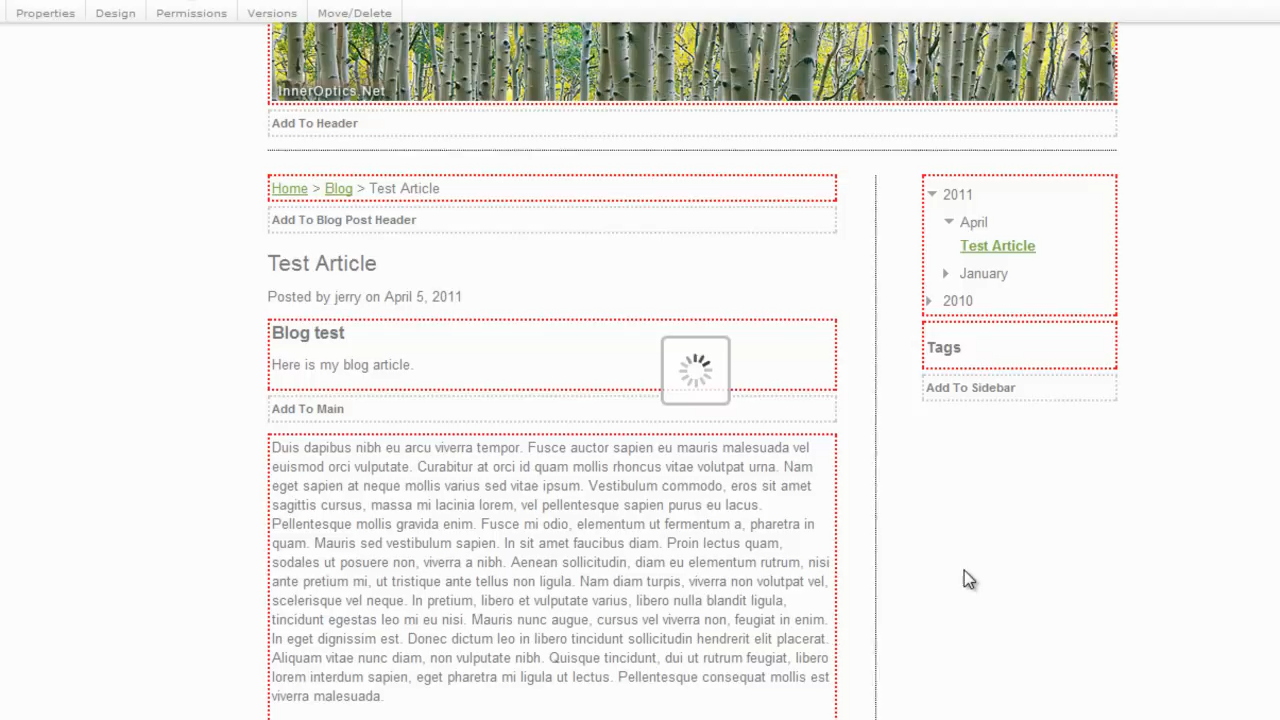 Properties
Design
Permissions
Versions
Move/Delete
InnerOptics.Net
Add To Header
Home > Blog > Test Article
Add To Blog Post Header
Test Article
Posted by jerry on April 5, 2011
Blog test
Here is my blog article.
Add To Main
Duis dapibus nibh eu arcu viverra tempor. Fusce auctor sapien eu mauris malesuada vel
euismod orci vulputate. Curabitur at orci id quam mollis rhoncus vitae volutpat urna. Nam
eget sapien at neque mollis varius sed vitae ipsum. Vestibulum commodo, eros sit amet
sagittis cursus, massa mi lacinia lorem, vel pellentesque sapien purus eu lacus.
Pellentesque mollis gravida enim. Fusce mi odio, elementum ut fermentum a, pharetra in
quam. Mauris sed vestibulum sapien. In sit amet faucibus diam. Proin lectus quam,
sodales ut posuere non, viverra a nibh. Aenean sollicitudin, diam eu elementum rutrum, nisi
ante pretium mi, ut tristique ante tellus non ligula. Nam diam turpis, viverra non volutpat vel,
scelerisque vel neque. In pretium, libero et vulputate varius, libero nulla blandit ligula,
tincidunt egestas leo mi eu nisi. Mauris nunc augue, cursus vel viverra non, feugiat in enim.
In eget dignissim est. Donec dictum leo in libero tincidunt sollicitudin hendrerit elit placerat.
Aliquam vitae nunc diam, non vulputate nibh. Quisque tincidunt, dui ut rutrum feugiat, libero
lorem interdum sapien, eget pharetra mi ligula ut lectus. Pellentesque consequat mollis est
viverra malesuada.
2011
April
Test Article
January
2010
Tags
Add To Sidebar